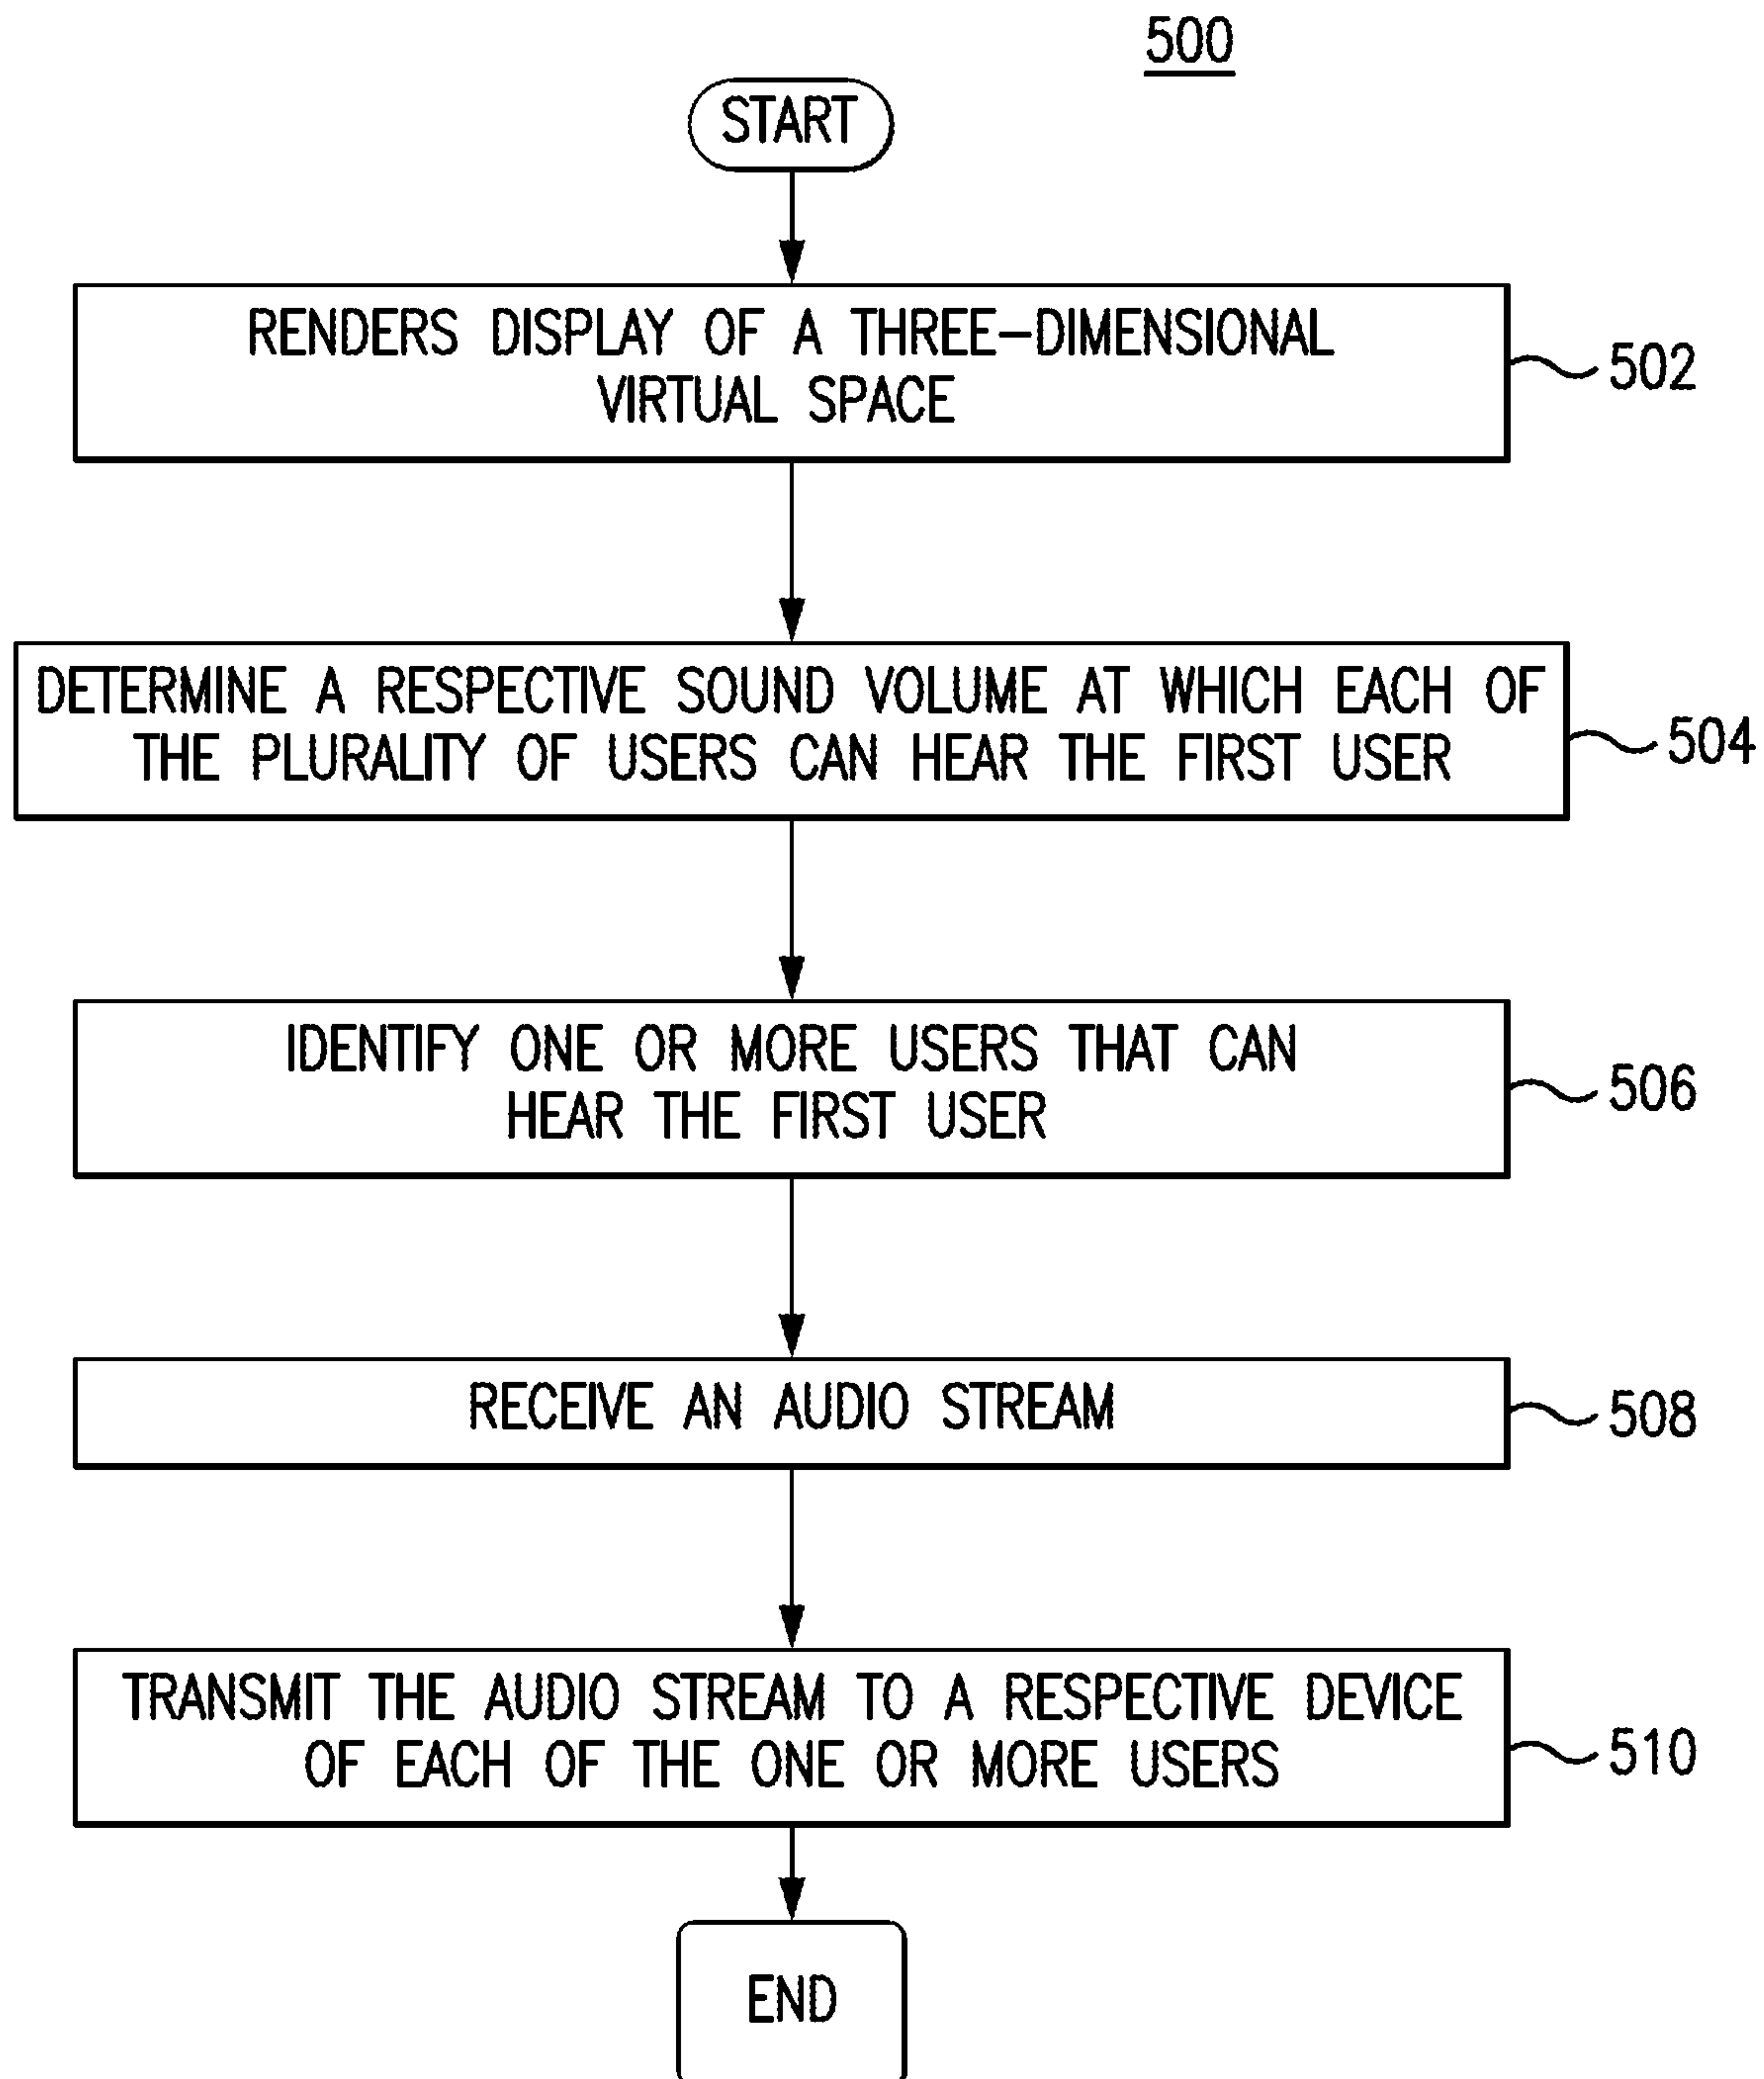 500
START
RENDERS DISPLAY OF A THREE-DIMENSIONAL
VIRTUAL SPACE
502
DETERMINE A RESPECTIVE SOUND VOLUME AT WHICH EACH OF
THE PLURALITY OF USERS CAN HEAR THE FIRST USER
504
IDENTIFY ONE OR MORE USERS THAT CAN
HEAR THE FIRST USER
506
RECEIVE AN AUDIO STREAM
508
TRANSMIT THE AUDIO STREAM TO A RESPECTIVE DEVICE
OF EACH OF THE ONE OR MORE USERS
510
END